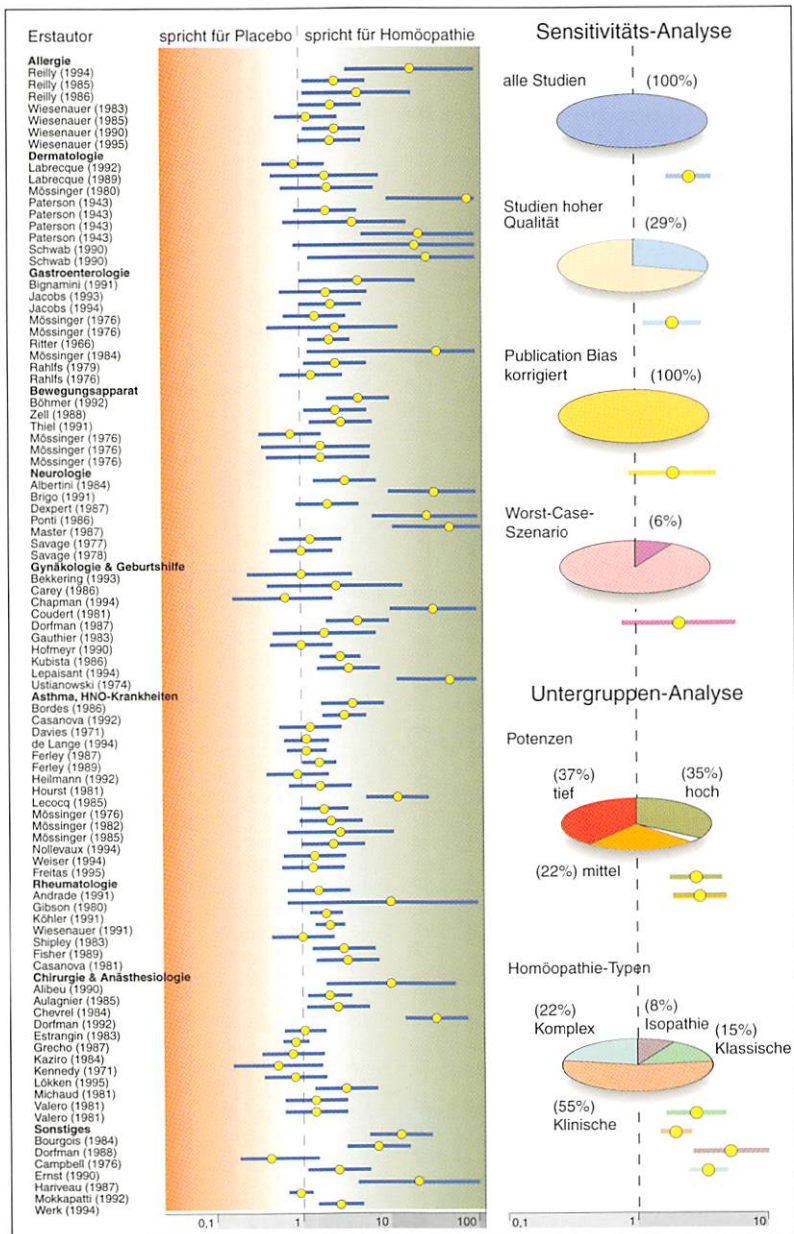 Erstautor
spricht für Placebo
spricht für Homöopathie
Allergie
Reilly (1994)
Reilly (1985)
Reilly (1986)
Wiesenauer (1983)
Wiesenauer (1985)
Wiesenauer (1990)
Wiesenauer (1995)
Dermatologie
Labrecque (1992)
Labrecque (1989)
Mössinger (1980)
Paterson (1943)
Paterson (1943)
Paterson (1943)
Paterson (1943)
Schwab (1990)
Schwab (1990)
Gastroenterologie
Bignamini (1991)
Jacobs (1993)
Jacobs (1994)
Mössinger (1976)
Mössinger (1976)
Ritter (1966)
Mössinger (1984)
Rahlfs (1979)
Rahlfs (1976)
Bewegungsapparat
Böhmer (1992)
Zell (1988)
Thiel (1991)
Mössinger (1976)
Mössinger (1976)
Mössinger (1976)
Neurologie
Albertini (1984)
Brigo (1991)
Dexpert (1987)
Ponti (1986)
Master (1987)
Savage (1977)
Savage (1978)
Gynäkologie & Geburtshilfe
Bekkering (1993)
Carey (1986)
Chapman (1994)
Coudert (1981)
Dorfman (1987)
Gauthier (1983)
Hofmeyr (1990)
Kubista (1986)
Lepaisant (1994)
Ustianowski (1974)
Asthma, HNO-Krankheiten
Bordes (1986)
Casanova (1992)
Davies (1971)
de Lange (1994)
Ferley (1987)
Ferley (1989)
Heilmann (1992)
Hourst (1981)
Lecocq (1985)
Mössinger (1976)
Mössinger (1982)
Mössinger (1985)
Nollevaux (1994)
Weiser (1994)
Freitas (1995)
Rheumatologie
Andrade (1991)
Gibson (1980)
Köhler (1991)
Wiesenauer (1991)
Shipley (1983)
Fisher (1989)
Casanova (1981)
Chirurgie & Anästhesiologie
Alibeu (1990)
Aulagnier (1985)
Chevrel (1984)
Dorfman (1992)
Estrangin (1983)
Grecho (1987)
Kaziro (1984)
Kennedy (1971)
Lökken (1995)
Michaud (1981)
Valero (1981)
Valero (1981)
Sonstiges
Bourgois (1984)
Dorfman (1988)
Campbell (1976)
Ernst (1990)
Hariveau (1987)
Mokkapatti (1992)
Werk (1994)
0,1 1 10 100
Sensitivitäts-Analyse
alle Studien
(100%)
Studien hoher
Qualität
(29%)
Publication Bias
korrigiert
(100%)
Worst-Case-
Szenario
(6%)
Untergruppen-Analyse
Potenzen
(37%)
tief
(35%)
hoch
(22%) mittel
Homöopathie-Typen
(22%)
Komplex
(8%)
Isopathie
(15%)
Klassische
(55%)
Klinische
0,1 1 10